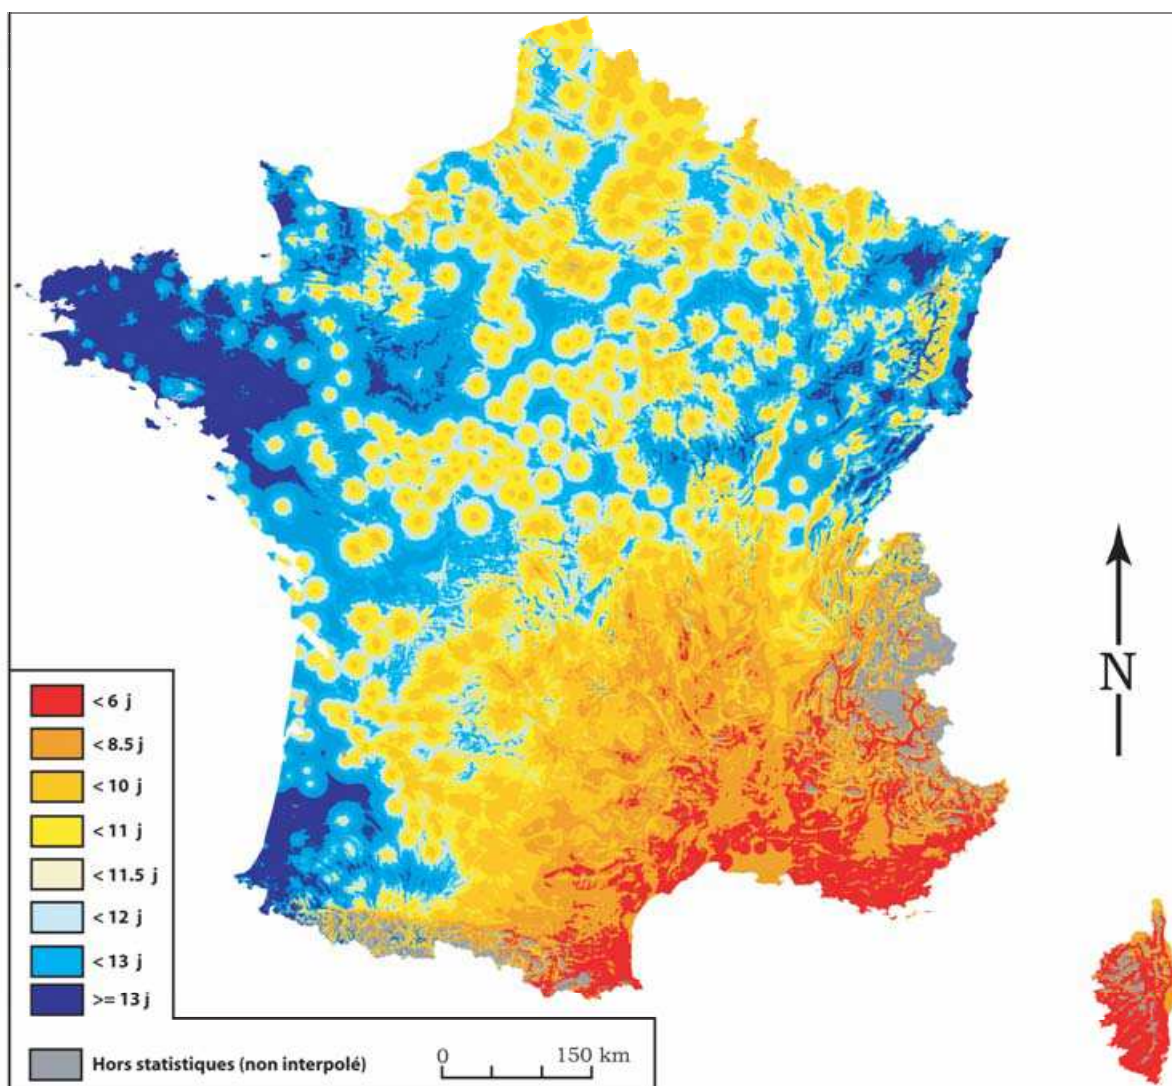 N
< 6 j
< 8.5 j
< 10 j
< 11 j
< 11.5 j
< 12 j
< 13 j
>= 13 j
Hors statistiques (non interpolé)
0 150 km